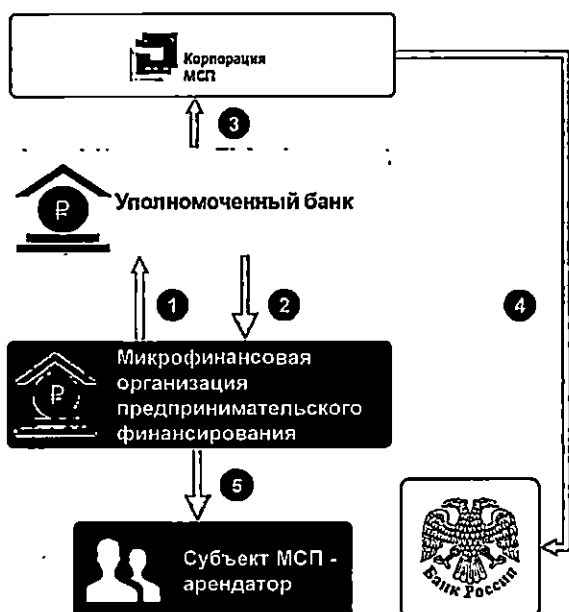 Корпорация
МСП
3
₽
Уполномоченный банк
1
2
4
₽
Микрофинансовая
организация
предпринимательского
финансирования
5
Субъект МСП -
арендатор
Банк России